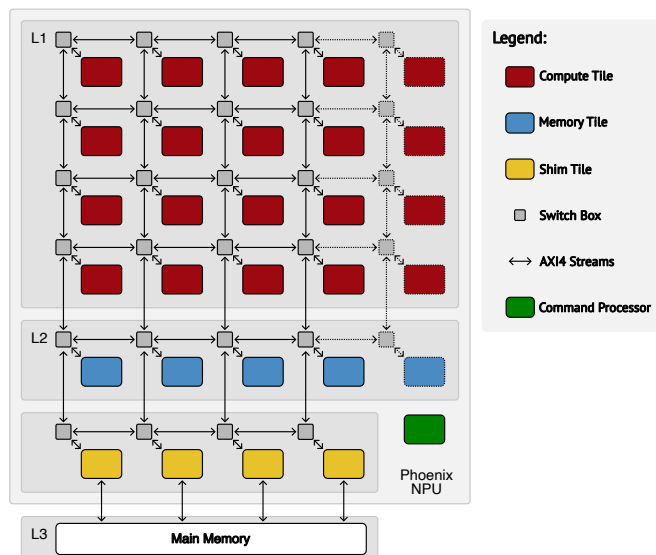 L1
Legend:
Compute Tile
Memory Tile
Shim Tile
Switch Box
AXI4 Streams
Command Processor
L2
Phoenix
NPU
L3
Main Memory